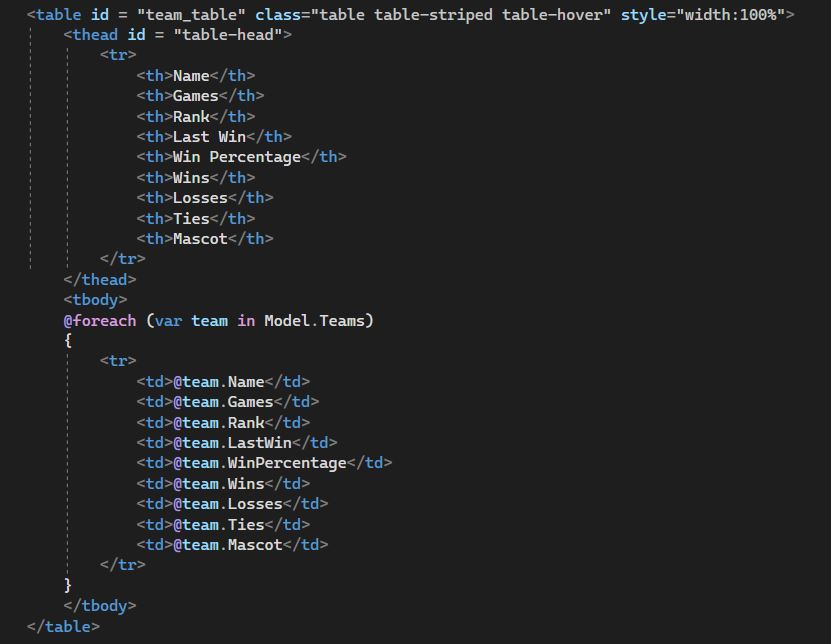 <table id = "team_table" class="table table-striped table-hover" style="width:100%">
<thead id = "table-head">
<tr>
<th>Name</th>
<th>Games</th>
<th>Rank</th>
<th>Last Win</th>
<th>Win Percentage</th>
<th>Wins</th>
<th>Losses</th>
<th>Ties</th>
<th>Mascot</th>
</tr>
</thead>
<tbody>
@foreach (var team in Model.Teams)
{
<tr>
<td>@team.Name</td>
<td>@team.Games</td>
<td>@team.Rank</td>
<td>@team.LastWin</td>
<td>@team.WinPercentage</td>
<td>@team.Wins</td>
<td>@team.Losses</td>
<td>@team.Ties</td>
<td>@team.Mascot</td>
</tr>
}
</tbody>
</table>